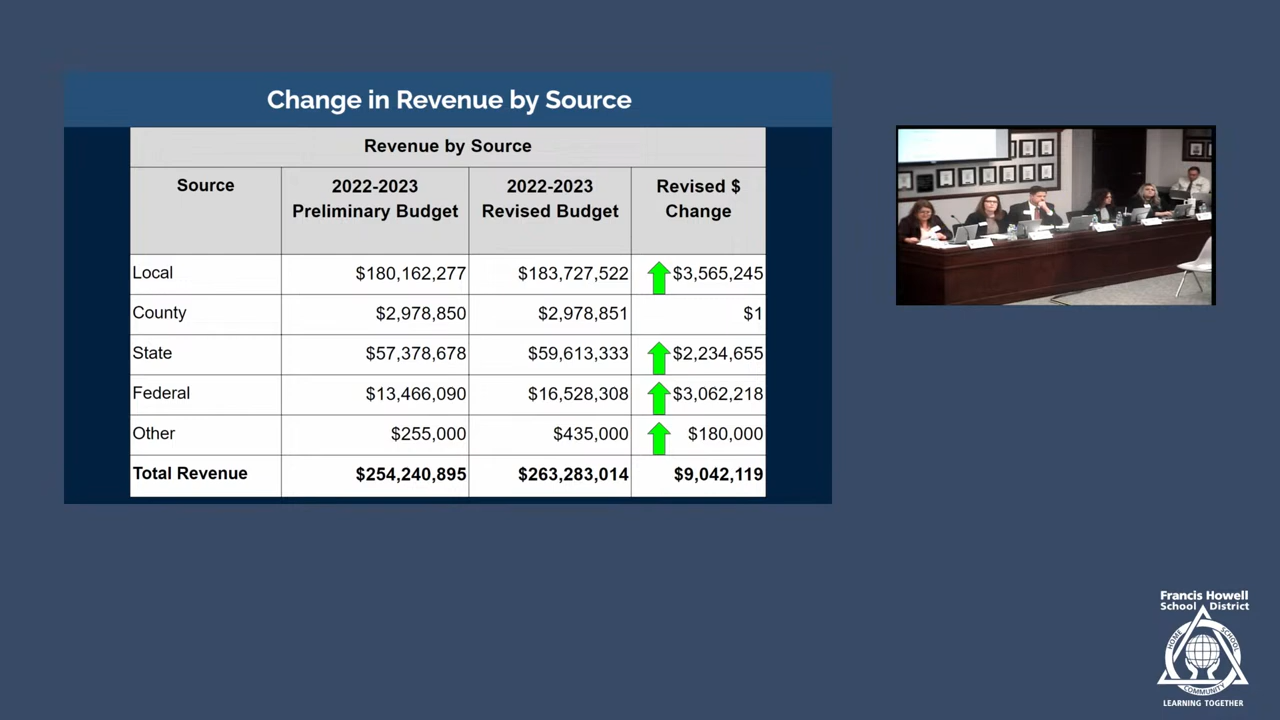 Change in Revenue by Source
Revenue by Source
Source 2022-2023 Preliminary Budget 2022-2023 Revised Budget Revised $ Change
Local $180,162,277 $183,727,522 $3,565,245
County $2,978,850 $2,978,851 $1
State $57,378,678 $59,613,333 $2,234,655
Federal $13,466,090 $16,528,308 $3,062,218
Other $255,000 $435,000 $180,000
Total Revenue $254,240,895 $263,283,014 $9,042,119
Francis Howell
School District
HOME SCHOOL
COMMUNITY
LEARNING TOGETHER